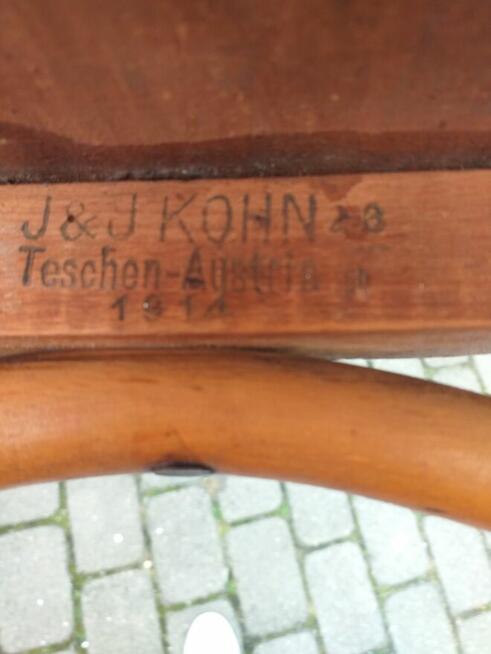 J & J KOHN
Teschen-Austria
1914